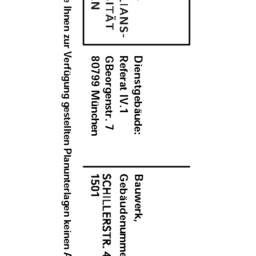 LIANS-
ITÄT
N
Dienstgebäude:
Referat IV.1
GBeorgenstr. 7
80799 München
Bauwerk,
Gebäudenumme
SCHILLERSTR. 4
1501
e Ihnen zur Verfügung gestellten Planunterlagen keinen A